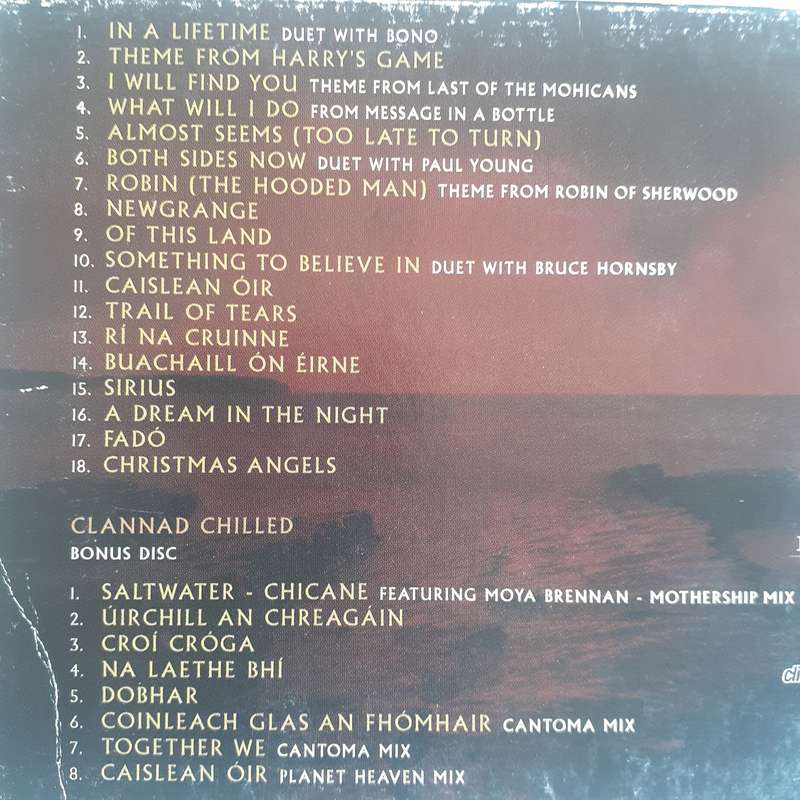 1. IN A LIFETIME DUET WITH BONO
2. THEME FROM HARRY'S GAME
3. I WILL FIND YOU THEME FROM LAST OF THE MOHICANS
4. WHAT WILL I DO FROM MESSAGE IN A BOTTLE
5. ALMOST SEEMS (TOO LATE TO TURN)
6. BOTH SIDES NOW DUET WITH PAUL YOUNG
7. ROBIN (THE HOODED MAN) THEME FROM ROBIN OF SHERWOOD
8. NEWGRANGE
9. OF THIS LAND
10. SOMETHING TO BELIEVE IN DUET WITH BRUCE HORNSBY
11. CAISLEAN ÓIR
12. TRAIL OF TEARS
13. RÍ NA CRUINNE
14. BUACHAILL ÓN ÉIRNE
15. SIRIUS
16. A DREAM IN THE NIGHT
17. FADÓ
18. CHRISTMAS ANGELS
CLANNAD CHILLED
BONUS DISC
1. SALTWATER - CHICANE FEATURING MOYA BRENNAN - MOTHERSHIP MIX
2. ÚIRCHILL AN CHREAGÁIN
3. CROÍ CRÓGA
4. NA LAETHE BHÍ
5. DOBHAR
6. COINLEACH GLAS AN FHÓMHAIR CANTOMA MIX
7. TOGETHER WE CANTOMA MIX
8. CAISLEAN ÓIR PLANET HEAVEN MIX